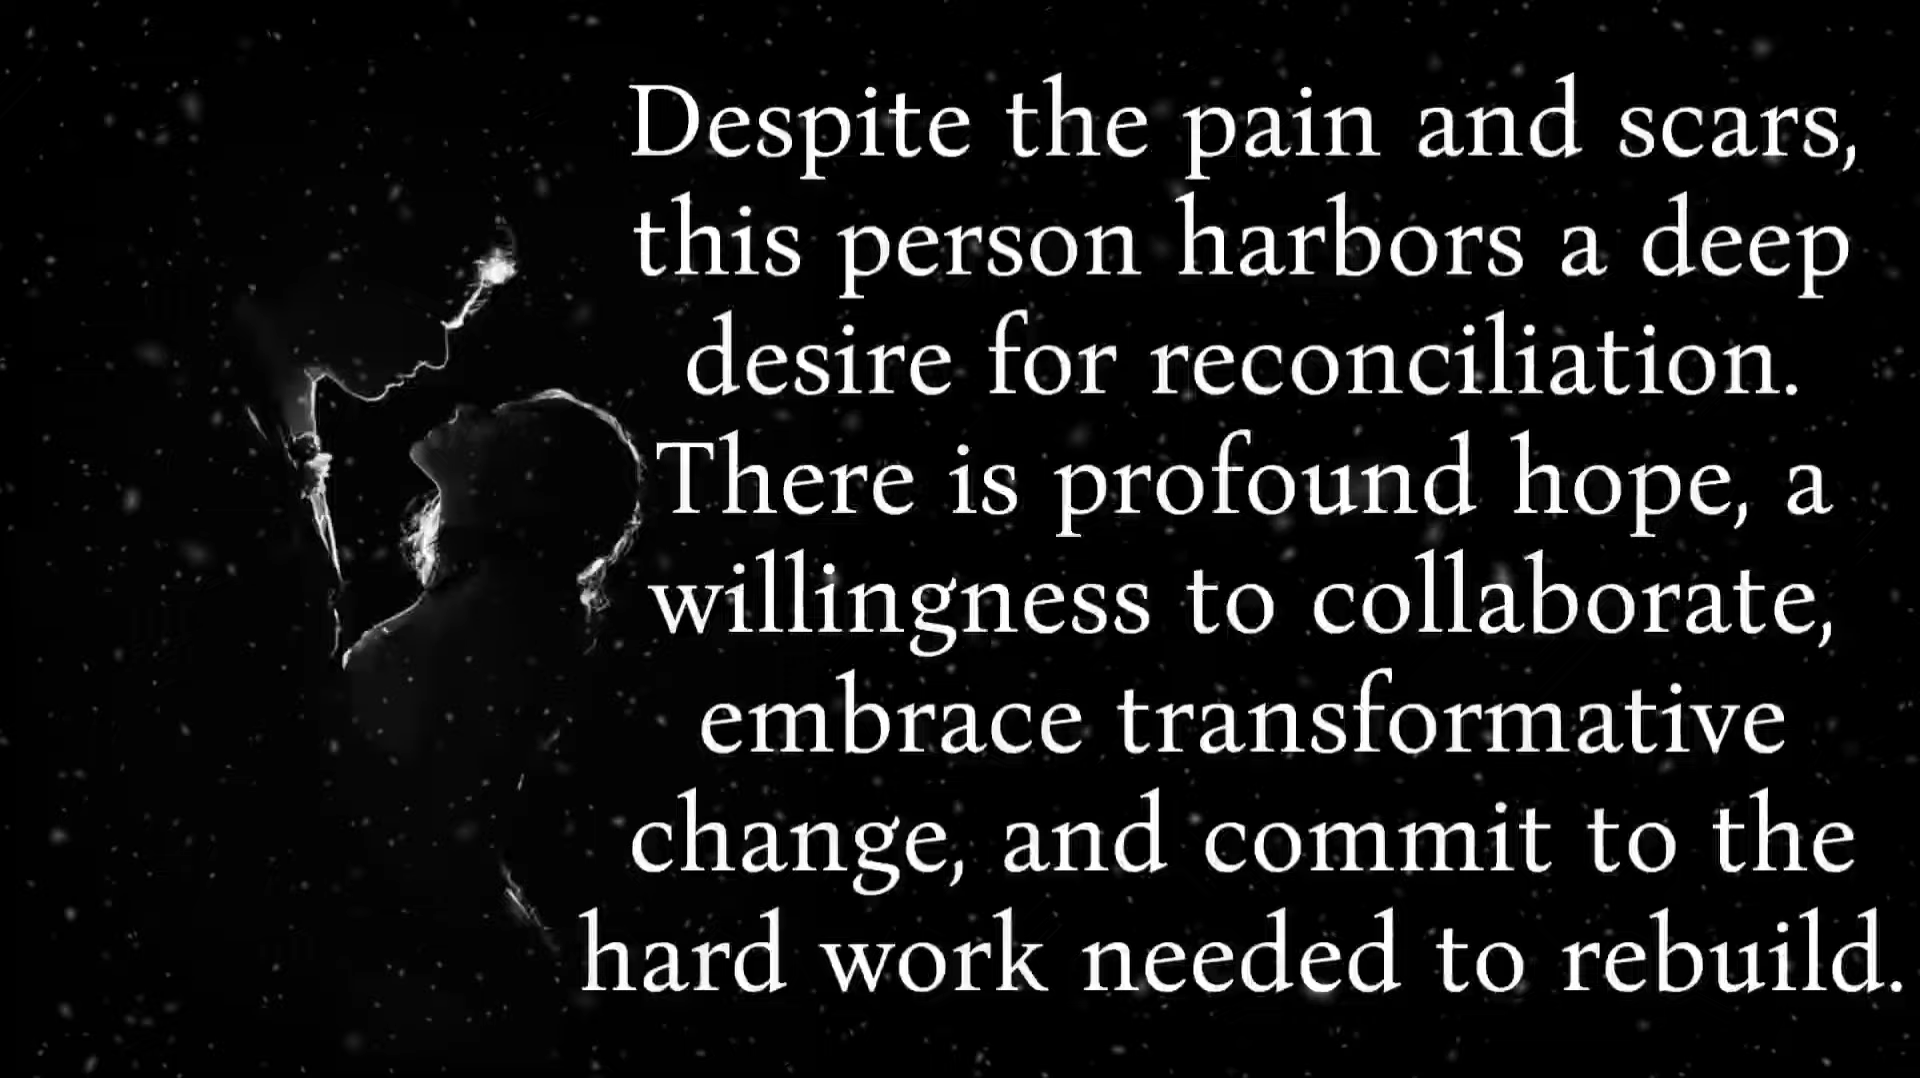 Despite the pain and scars,
this person harbors a deep
desire for reconciliation.
There is profound hope, a
willingness to collaborate,
embrace transformative
change, and commit to the
hard work needed to rebuild.